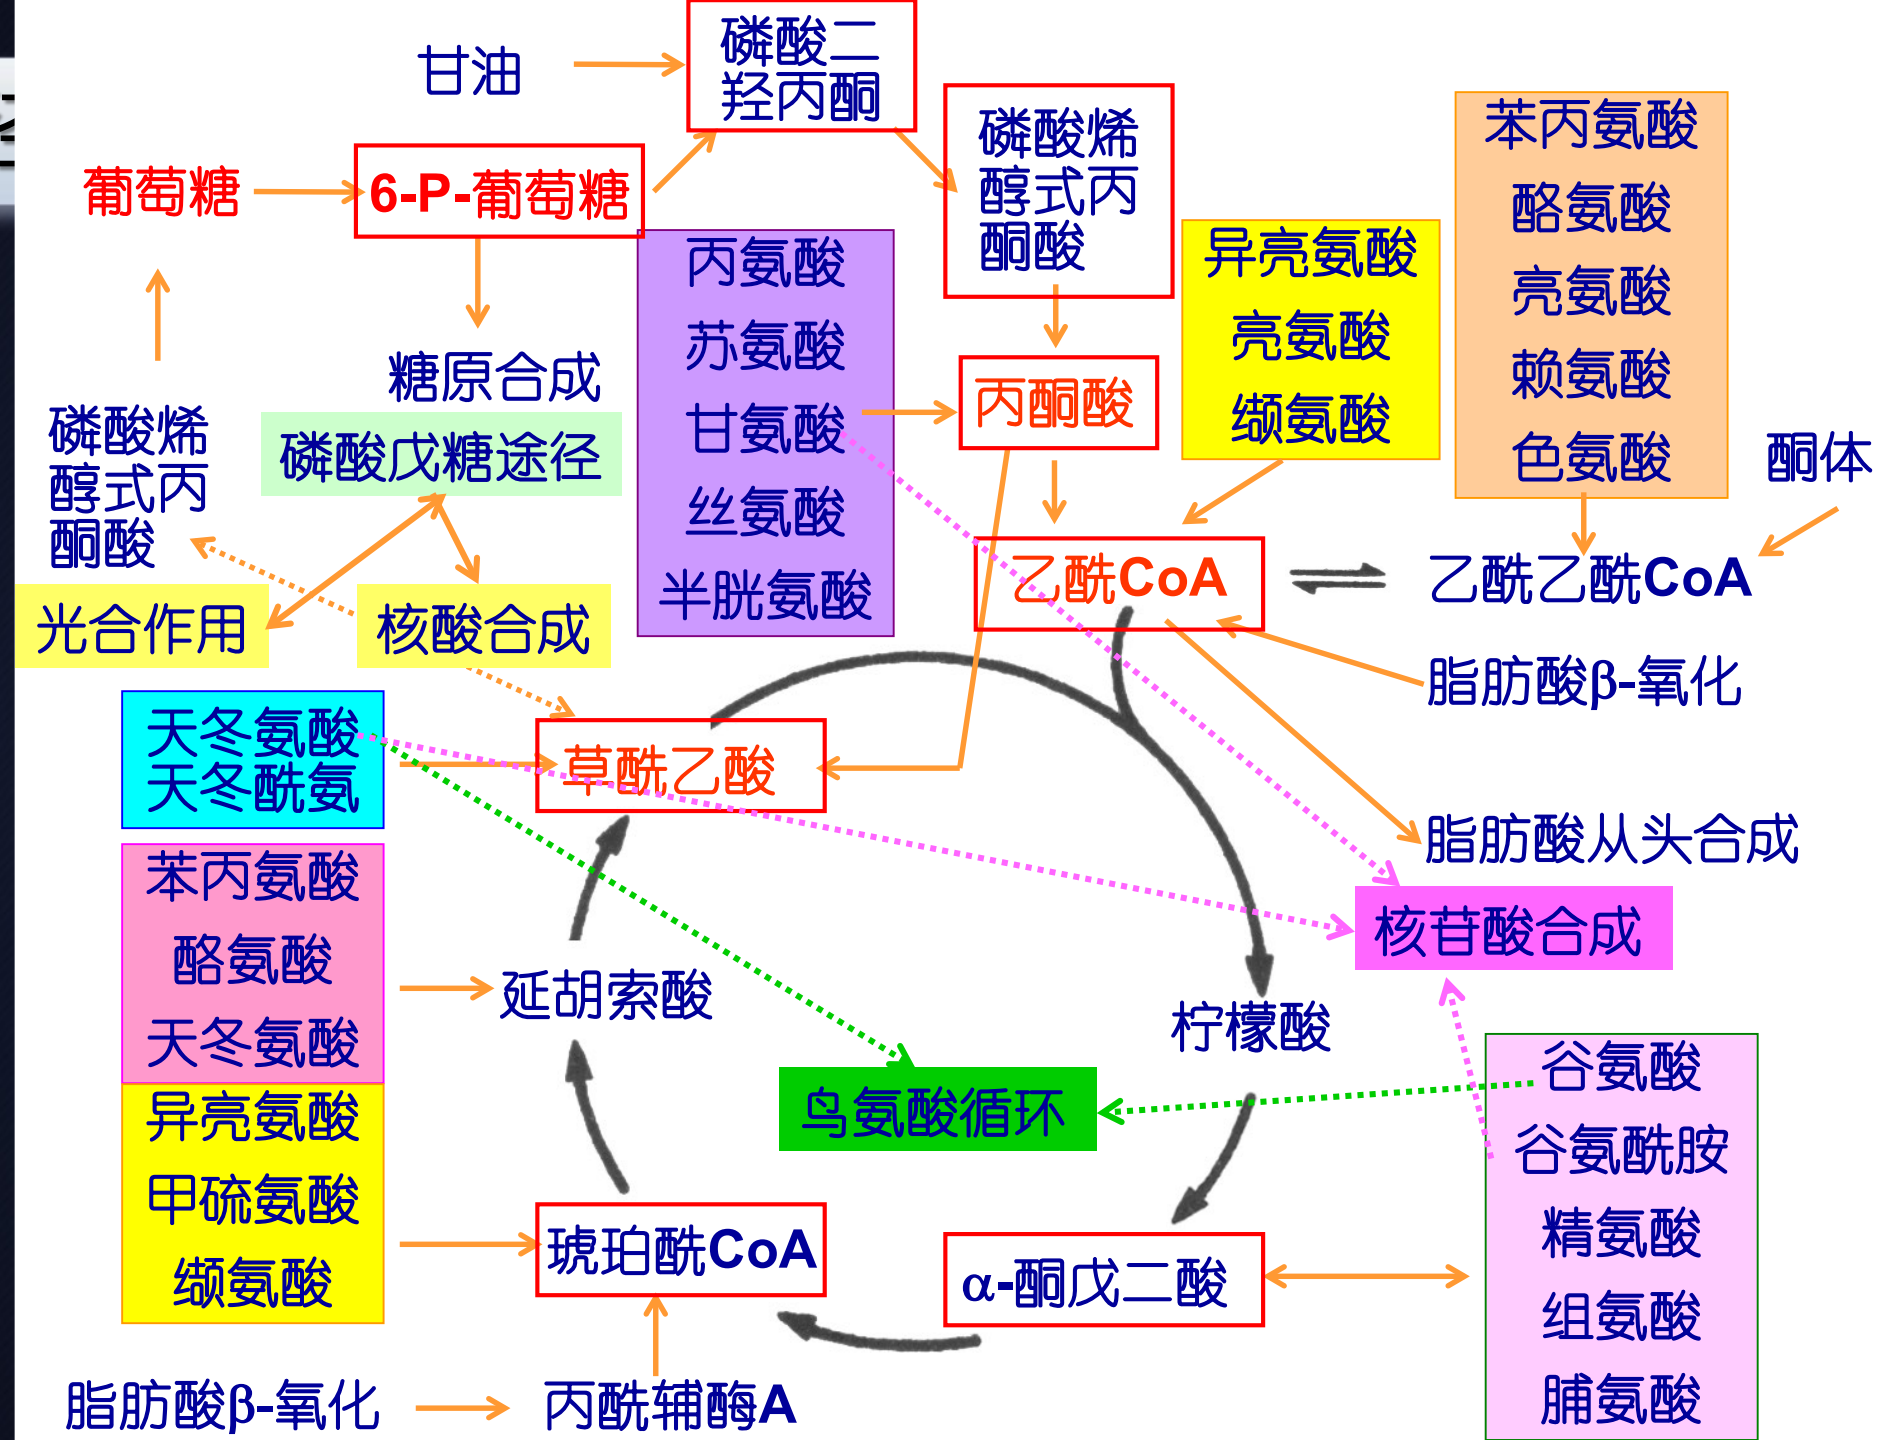 甘油
磷酸二
羟丙酮
磷酸烯
醇式丙
酮酸
葡萄糖
6-P-葡萄糖
苯丙氨酸
酪氨酸
亮氨酸
赖氨酸
色氨酸
异亮氨酸
亮氨酸
缬氨酸
丙氨酸
苏氨酸
甘氨酸
丝氨酸
半胱氨酸
糖原合成
磷酸戊糖途径
磷酸烯
醇式丙
酮酸
丙酮酸
酮体
光合作用
核酸合成
乙酰CoA
乙酰乙酰CoA
脂肪酸β-氧化
天冬氨酸
天冬酰氨
草酰乙酸
脂肪酸从头合成
核苷酸合成
苯丙氨酸
酪氨酸
天冬氨酸
延胡索酸
柠檬酸
鸟氨酸循环
异亮氨酸
甲硫氨酸
缬氨酸
琥珀酰CoA
α-酮戊二酸
谷氨酸
谷氨酰胺
精氨酸
组氨酸
脯氨酸
脂肪酸β-氧化
丙酰辅酶A